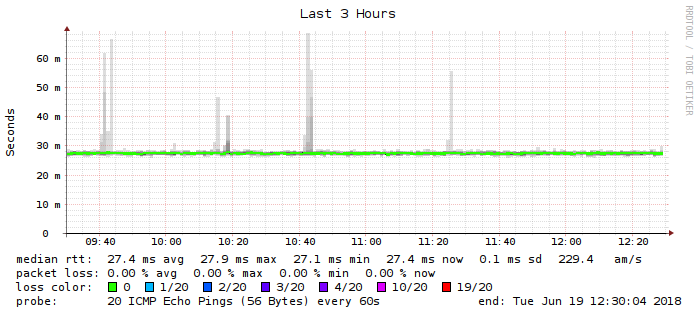 Last 3 Hours
RRDTOOL / TOBI OETIKER
Seconds
60 m
50 m
40 m
30 m
20 m
10 m
0
09:40 10:00 10:20 10:40 11:00 11:20 11:40 12:00 12:20
median rtt: 27.4 ms avg 27.9 ms max 27.1 ms min 27.4 ms now 0.1 ms sd 229.4 am/s
packet loss: 0.00 % avg 0.00 % max 0.00 % min 0.00 % now
loss color: 0 1/20 2/20 3/20 4/20 10/20 19/20
probe: 20 ICMP Echo Pings (56 Bytes) every 60s end: Tue Jun 19 12:30:04 2018